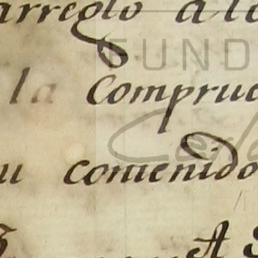 arreglo a lo
FUND
la Comprue
u contenido